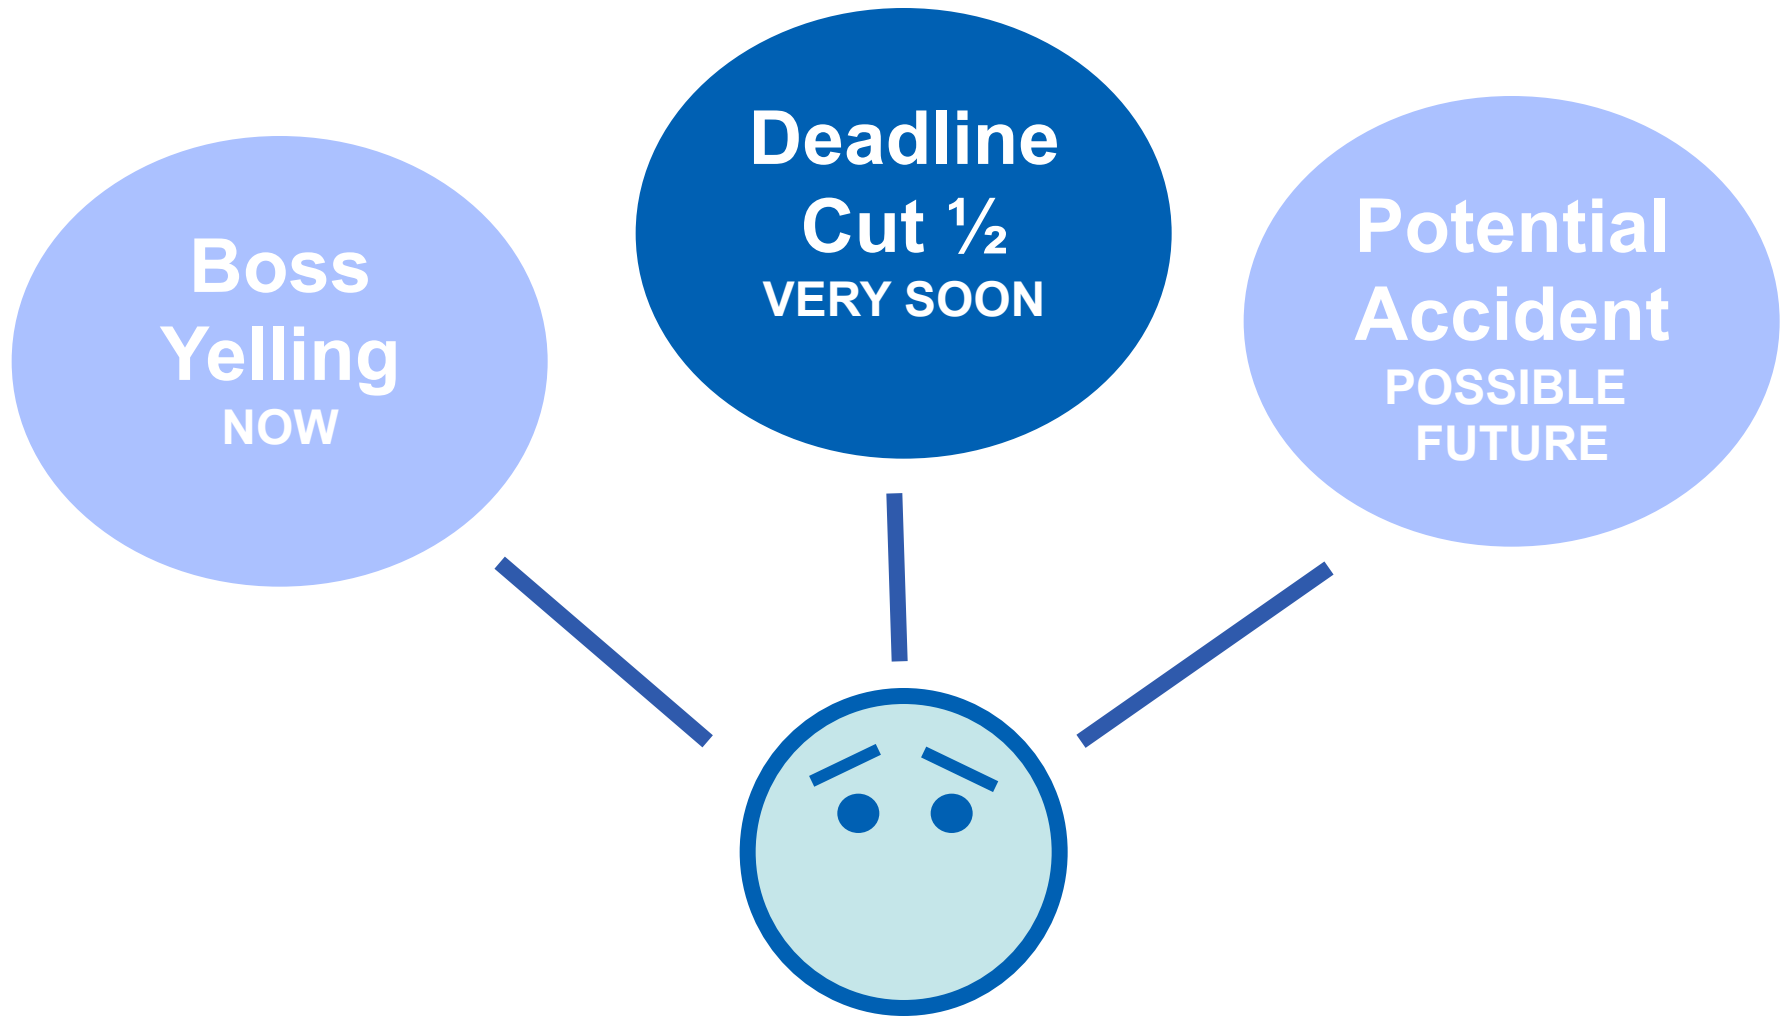 Boss
Yelling
NOW
Deadline
Cut ½
VERY SOON
Potential
Accident
POSSIBLE
FUTURE